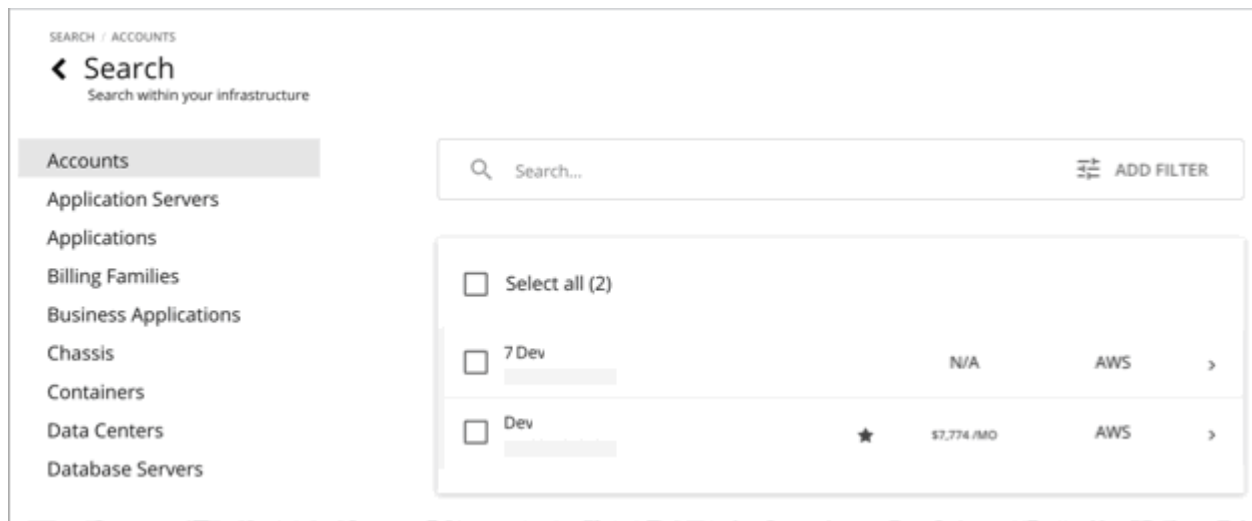 SEARCH / ACCOUNTS
Search
Search within your infrastructure
Accounts
Application Servers
Applications
Billing Families
Business Applications
Chassis
Containers
Data Centers
Database Servers
Search...
ADD FILTER
Select all (2)
7 Dev
N/A
AWS
Dev
$7,774 /MO
AWS